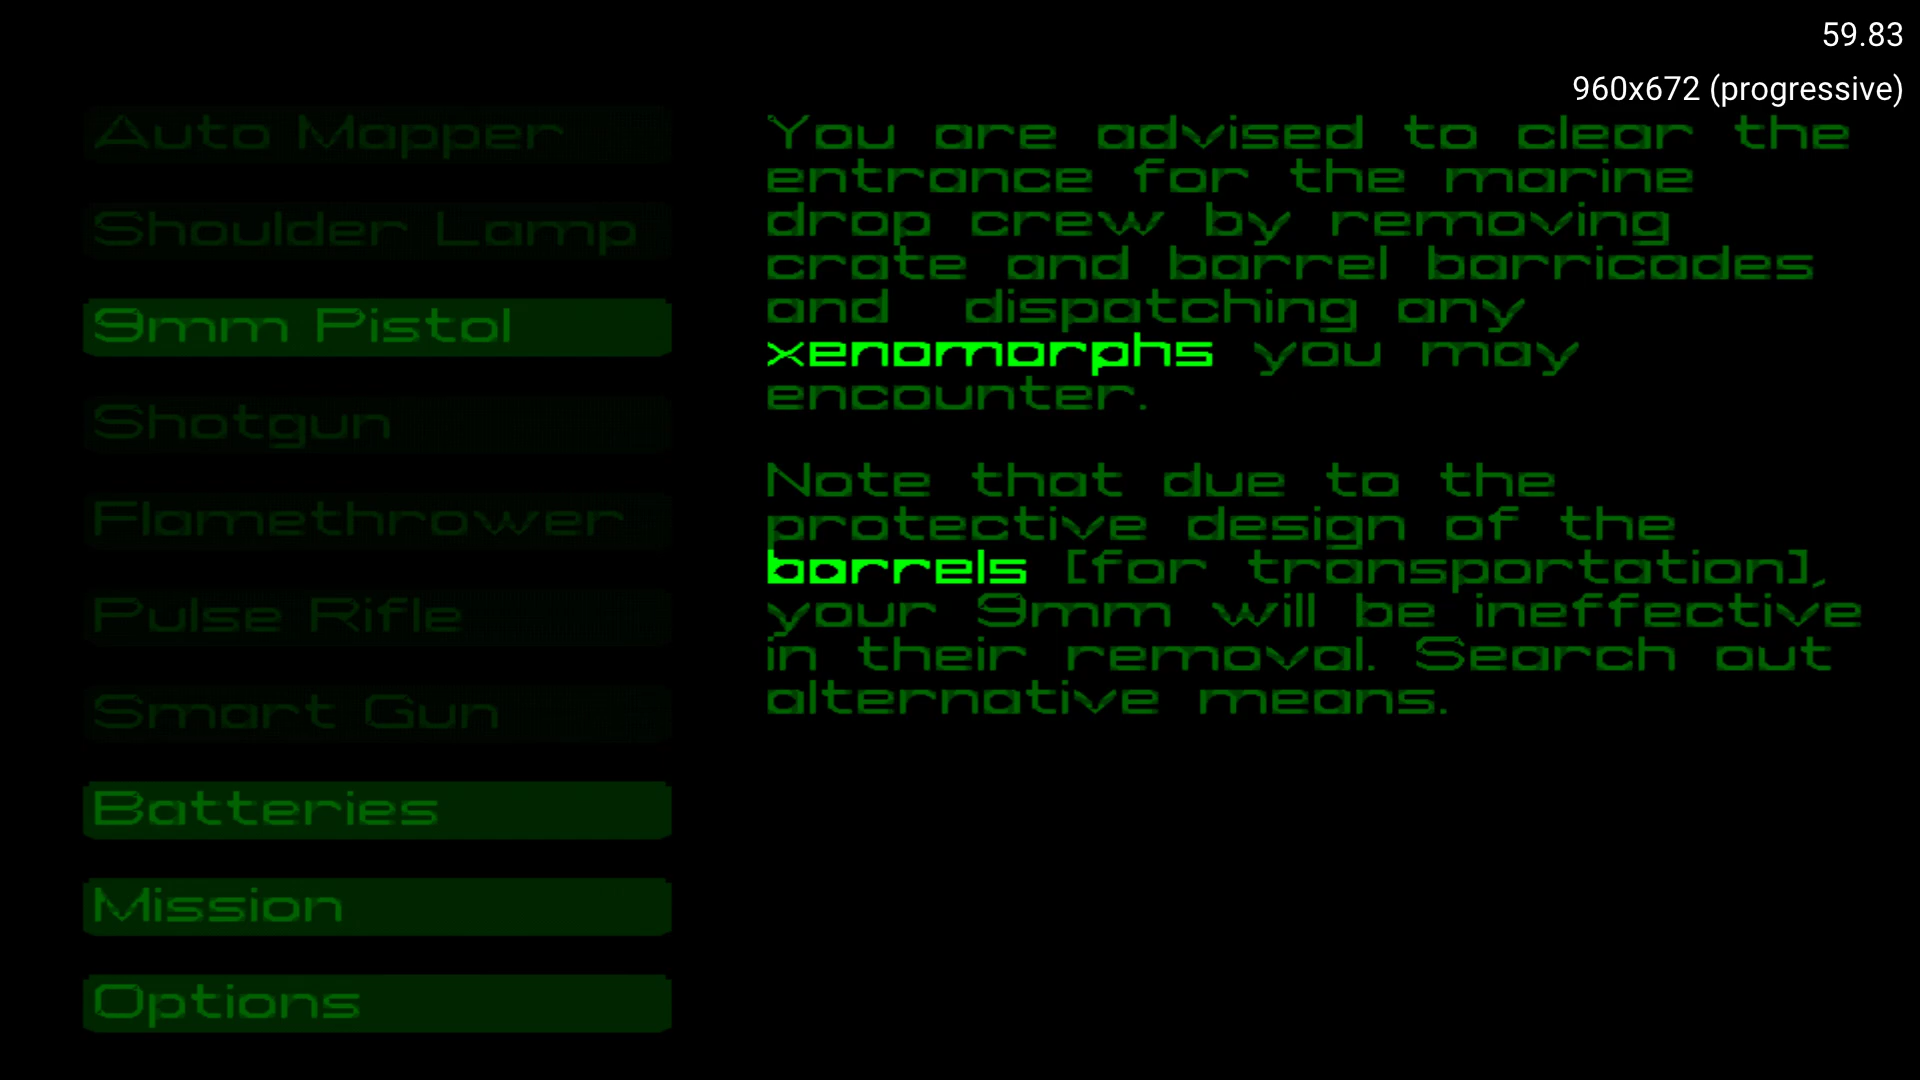 59.83
960x672 (progressive)
Auto Mapper
Shoulder Lamp
9mm Pistol
Shotgun
Flamethrower
Pulse Rifle
Smart Gun
Batteries
Mission
Options
You are advised to clear the
entrance for the marine
drop crew by removing
crate and barrel barricades
and dispatching any
xenomorphs you may
encounter.
Note that due to the
protective design of the
barrels [for transportation],
your 9mm will be ineffective
in their removal. Search out
alternative means.